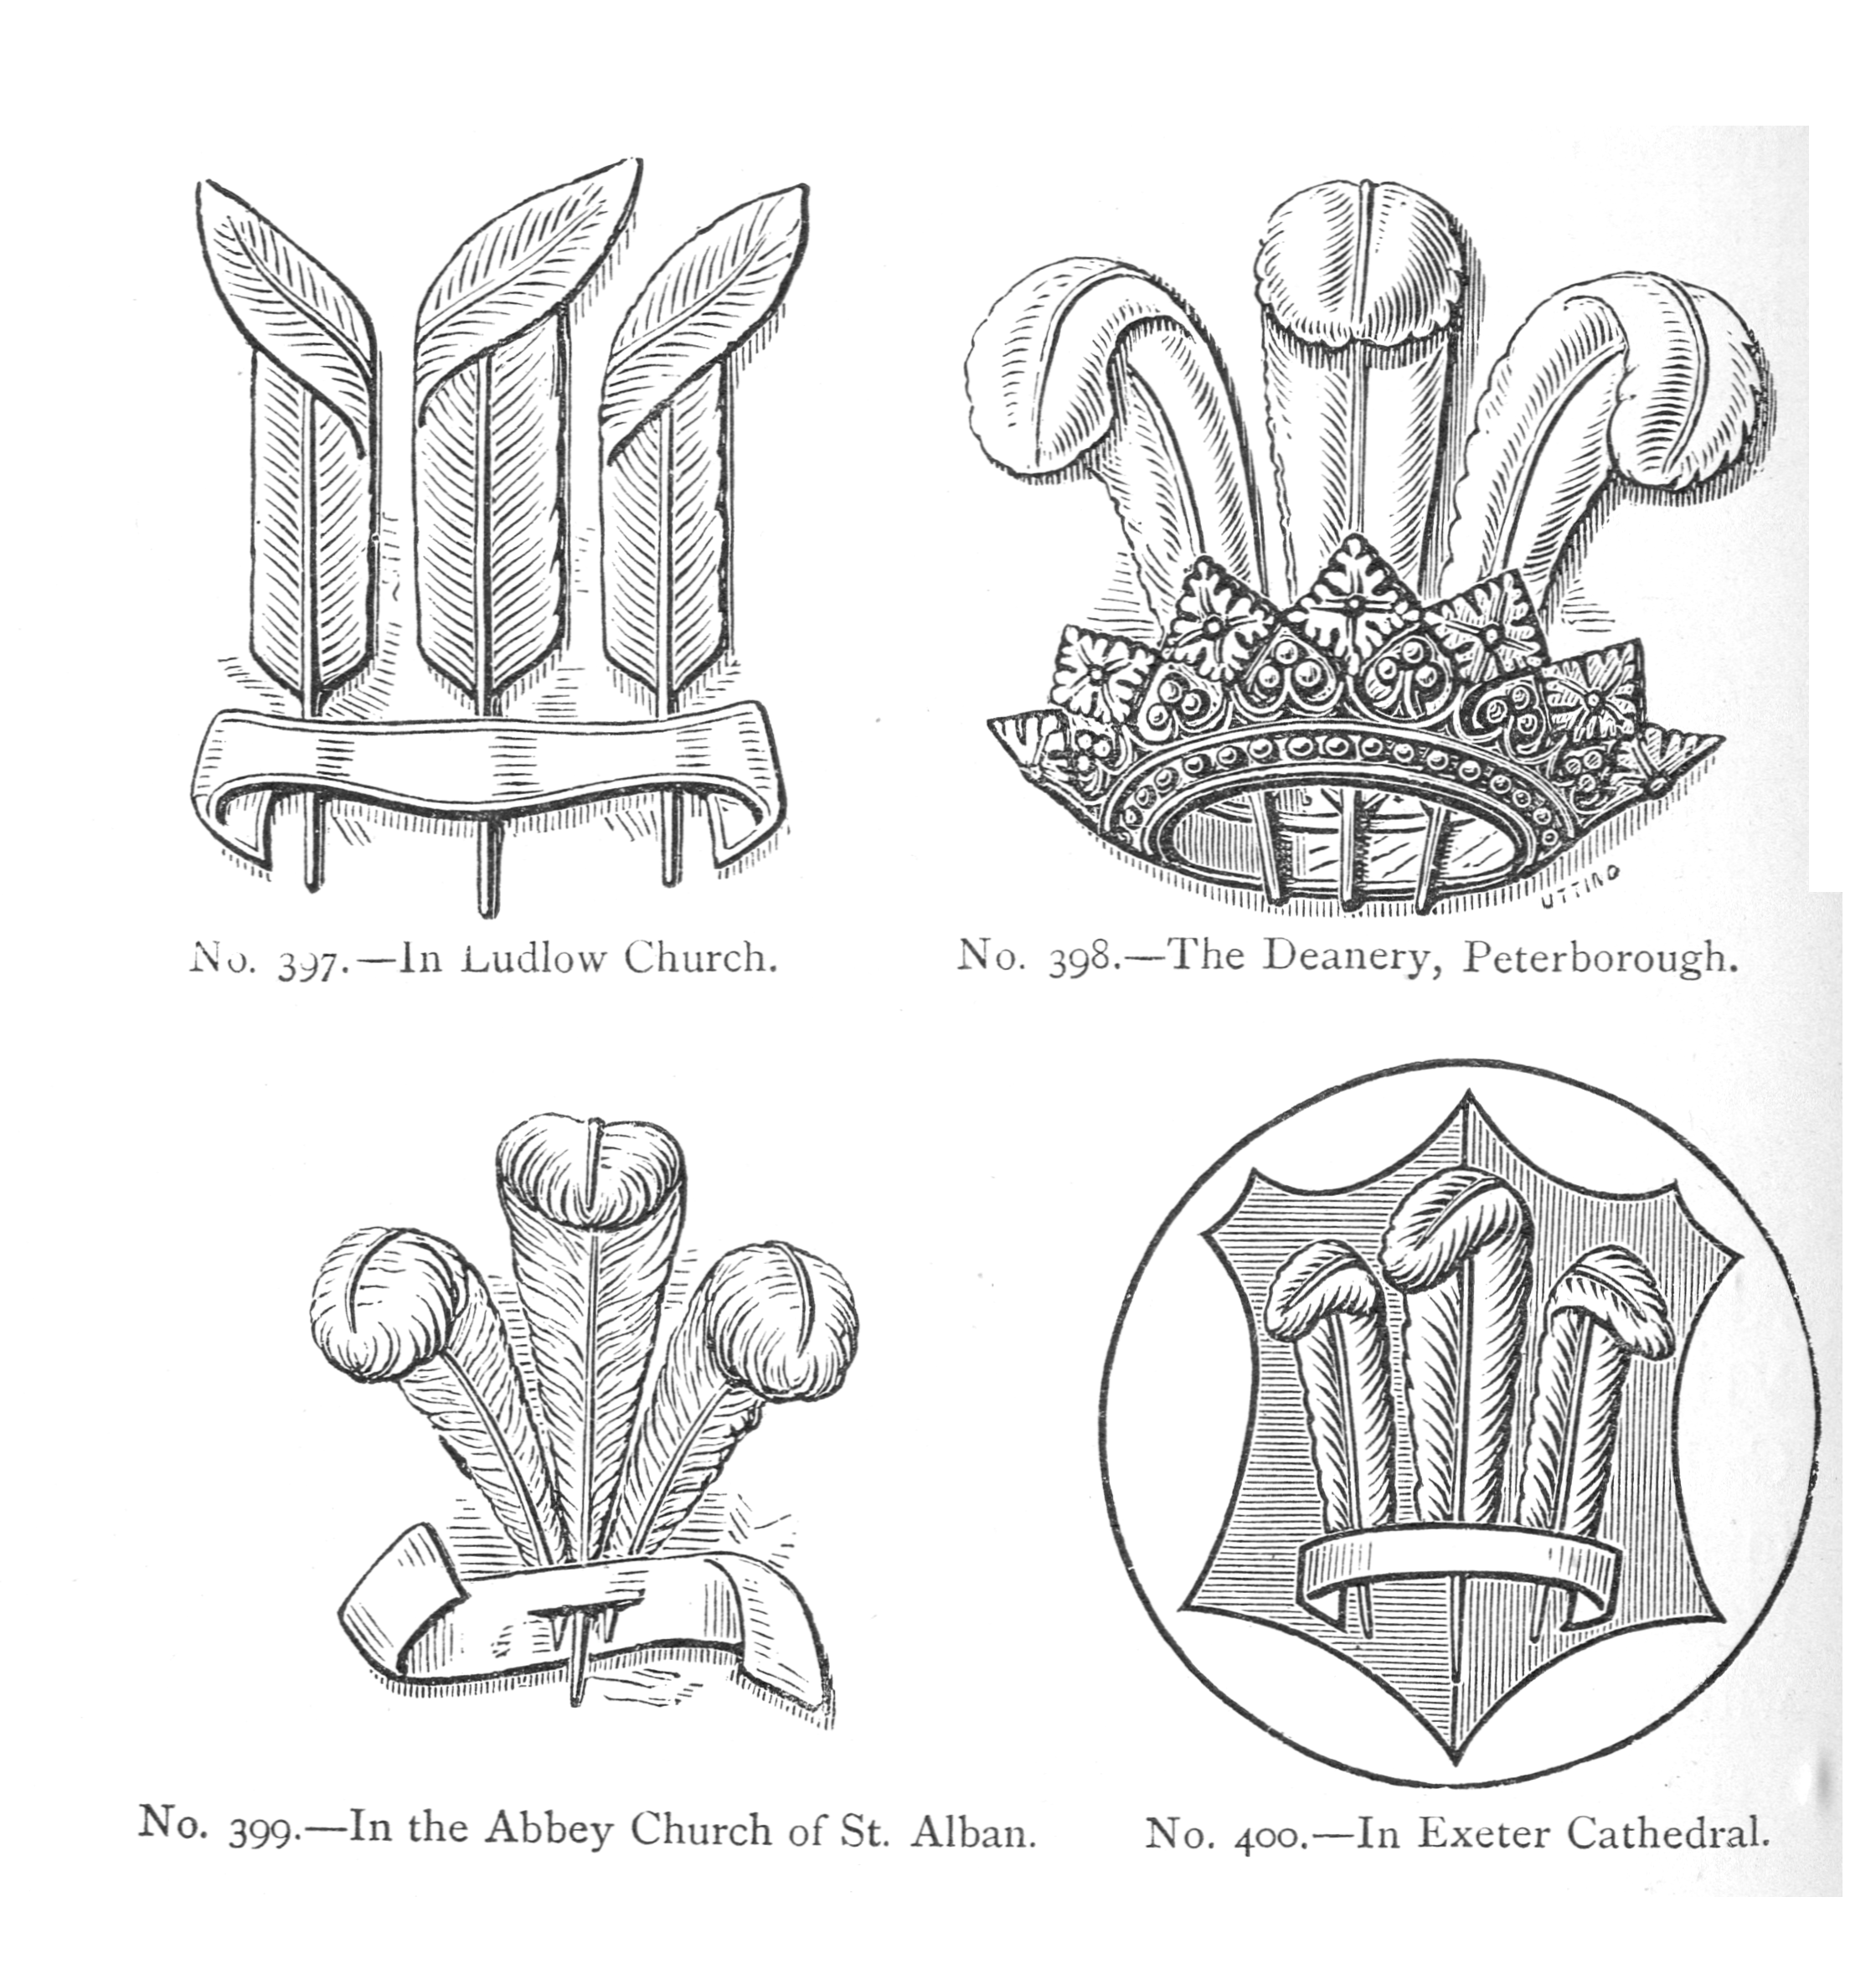 UTTING
No. 397.—In Ludlow Church.
No. 398.—The Deanery, Peterborough.
No. 399.—In the Abbey Church of St. Alban.
No. 400.—In Exeter Cathedral.